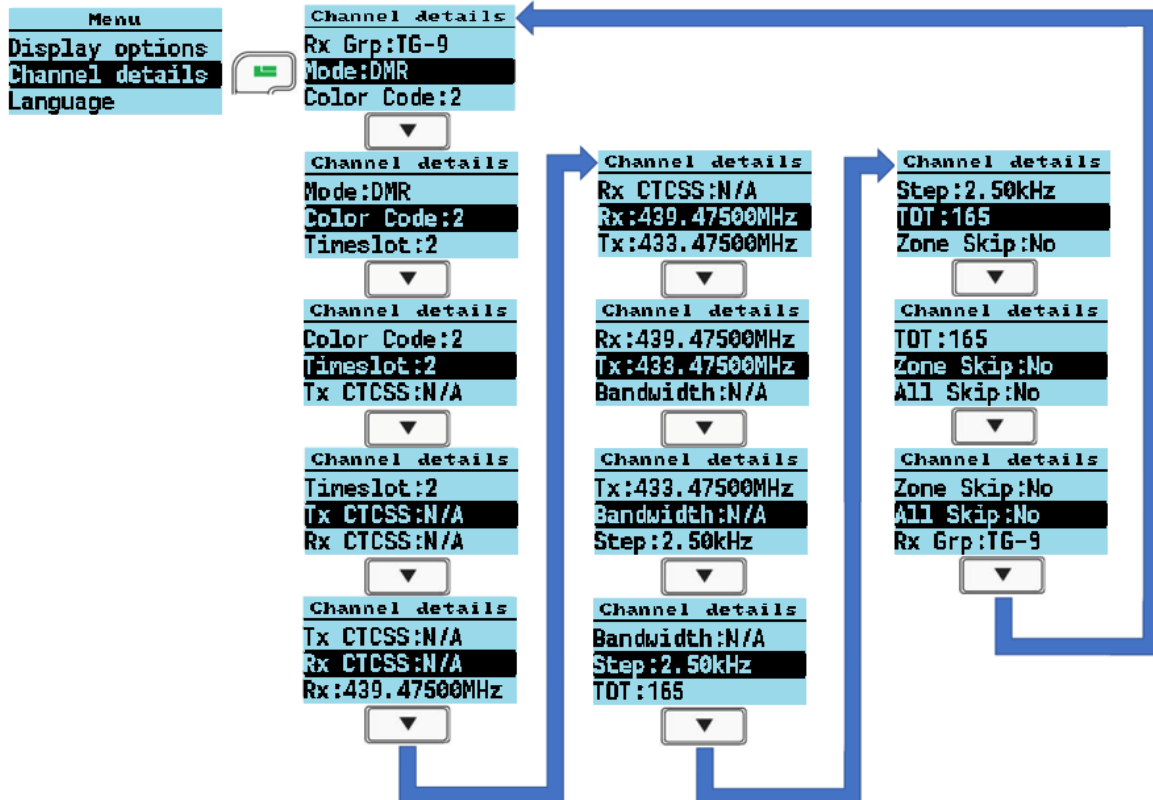 Menu
Display options
Channel details
Language
Channel details
Rx Grp:TG-9
Mode:DMR
Color Code:2
Channel details
Mode:DMR
Color Code:2
Timeslot:2
Channel details
Color Code:2
Timeslot:2
Tx CTCSS:N/A
Channel details
Timeslot:2
Tx CTCSS:N/A
Rx CTCSS:N/A
Channel details
Tx CTCSS:N/A
Rx CTCSS:N/A
Rx:439.47500MHz
Channel details
Rx CTCSS:N/A
Rx:439.47500MHz
Tx:433.47500MHz
Channel details
Rx:439.47500MHz
Tx:433.47500MHz
Bandwidth:N/A
Channel details
Tx:433.47500MHz
Bandwidth:N/A
Step:2.50kHz
Channel details
Bandwidth:N/A
Step:2.50kHz
TOT:165
Channel details
Step:2.50kHz
TOT:165
Zone Skip:No
Channel details
TOT:165
Zone Skip:No
All Skip:No
Channel details
Zone Skip:No
All Skip:No
Rx Grp:TG-9